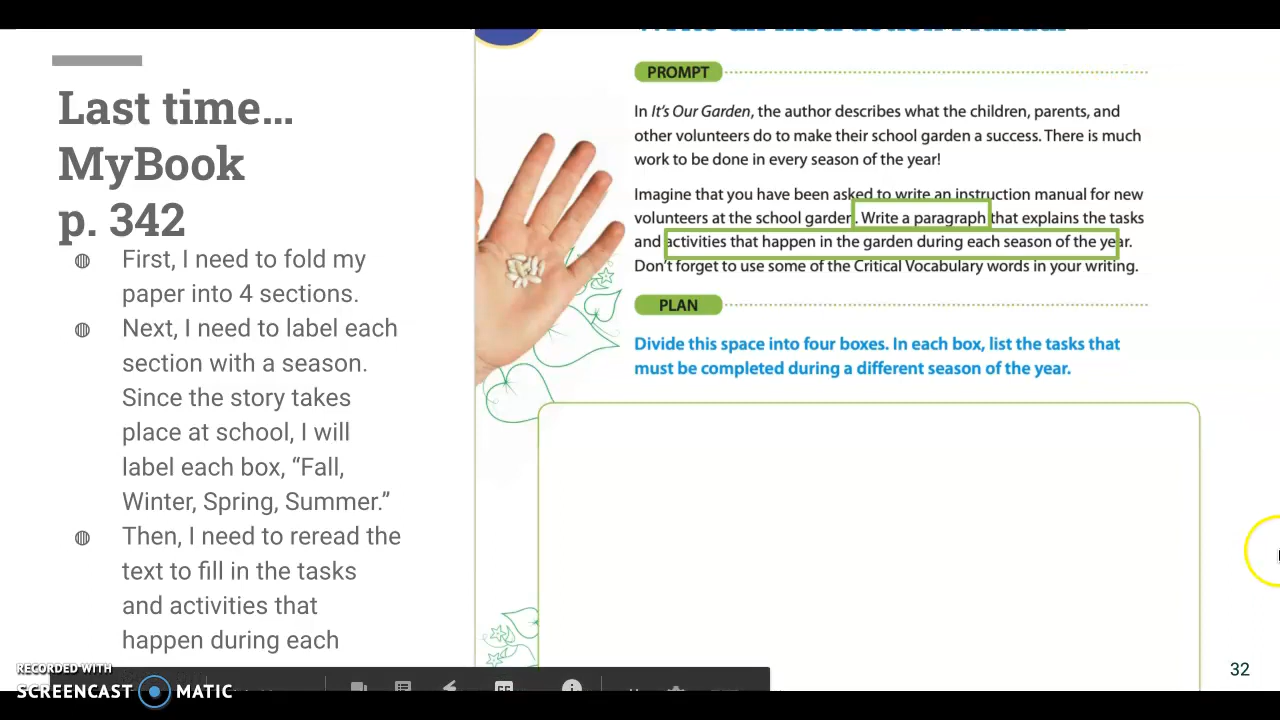 Last time...
MyBook
p. 342
First, I need to fold my
paper into 4 sections.
Next, I need to label each
section with a season.
Since the story takes
place at school, I will
label each box, “Fall,
Winter, Spring, Summer.”
Then, I need to reread the
text to fill in the tasks
and activities that
happen during each
PROMPT
In It’s Our Garden, the author describes what the children, parents, and
other volunteers do to make their school garden a success. There is much
work to be done in every season of the year!
Imagine that you have been asked to write an instruction manual for new
volunteers at the school garden. Write a paragraph that explains the tasks
and activities that happen in the garden during each season of the year.
Don’t forget to use some of the Critical Vocabulary words in your writing.
PLAN
Divide this space into four boxes. In each box, list the tasks that
must be completed during a different season of the year.
32
RECORDED WITH
SCREENCAST MATIC